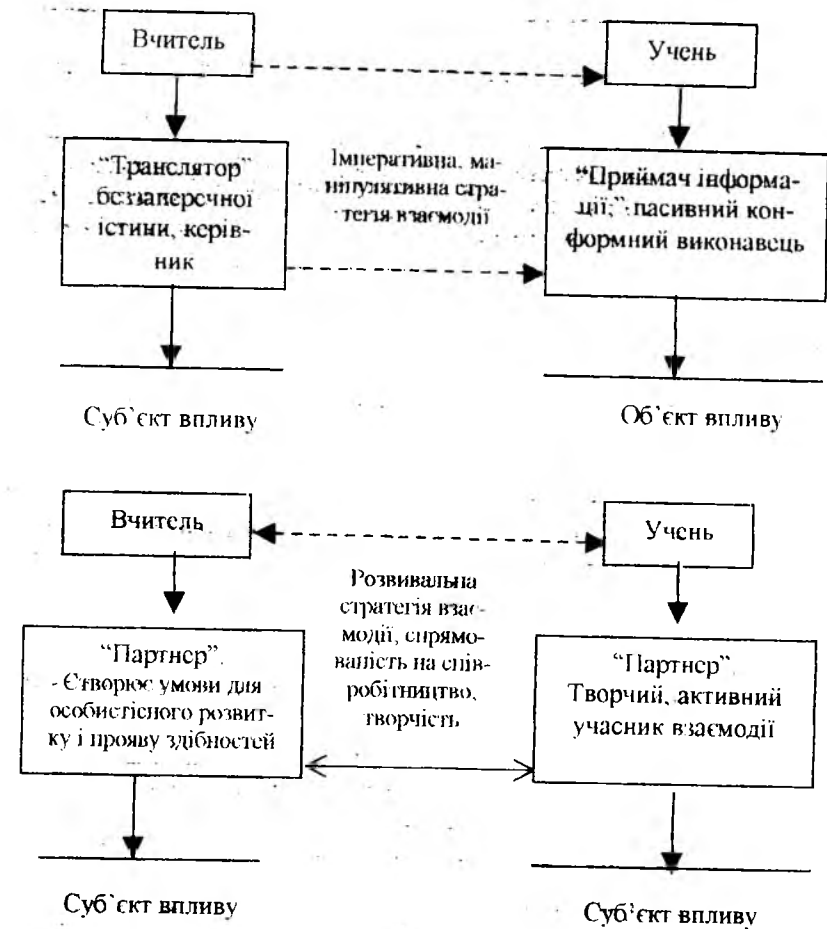 Вчитель
Учень
“Транслятор”
беззаперечної
істини, керів-
ник
Імперативна, ма-
ніпулятивна стра-
тегія взаємодії
“Приймач інформа-
ції,” пасивний кон-
формний виконавець
Суб`єкт впливу
Об`єкт впливу
Вчитель
Учень
“Партнер”
Створює умови для
особистісного розвит-
ку і прояву здібностей
Розвивальна
стратегія взає-
модії, спрямо-
ваність на спів-
робітництво,
творчість
“Партнер”
Творчий, активний
учасник взаємодії
Суб`єкт впливу
Суб`єкт впливу